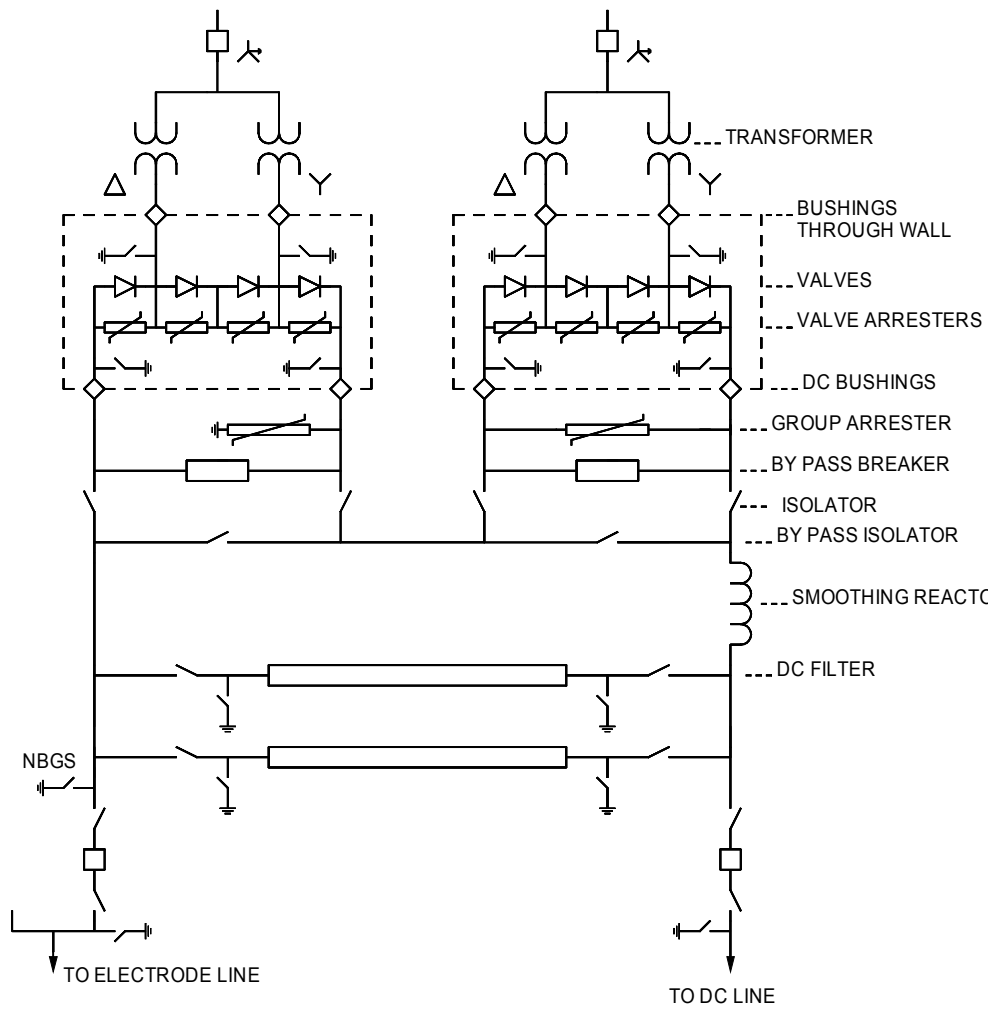 TRANSFORMER
BUSHINGS
THROUGH WALL
VALVES
VALVE ARRESTERS
DC BUSHINGS
GROUP ARRESTER
BY PASS BREAKER
ISOLATOR
BY PASS ISOLATOR
SMOOTHING REACTO
DC FILTER
NBGS
TO ELECTRODE LINE
TO DC LINE